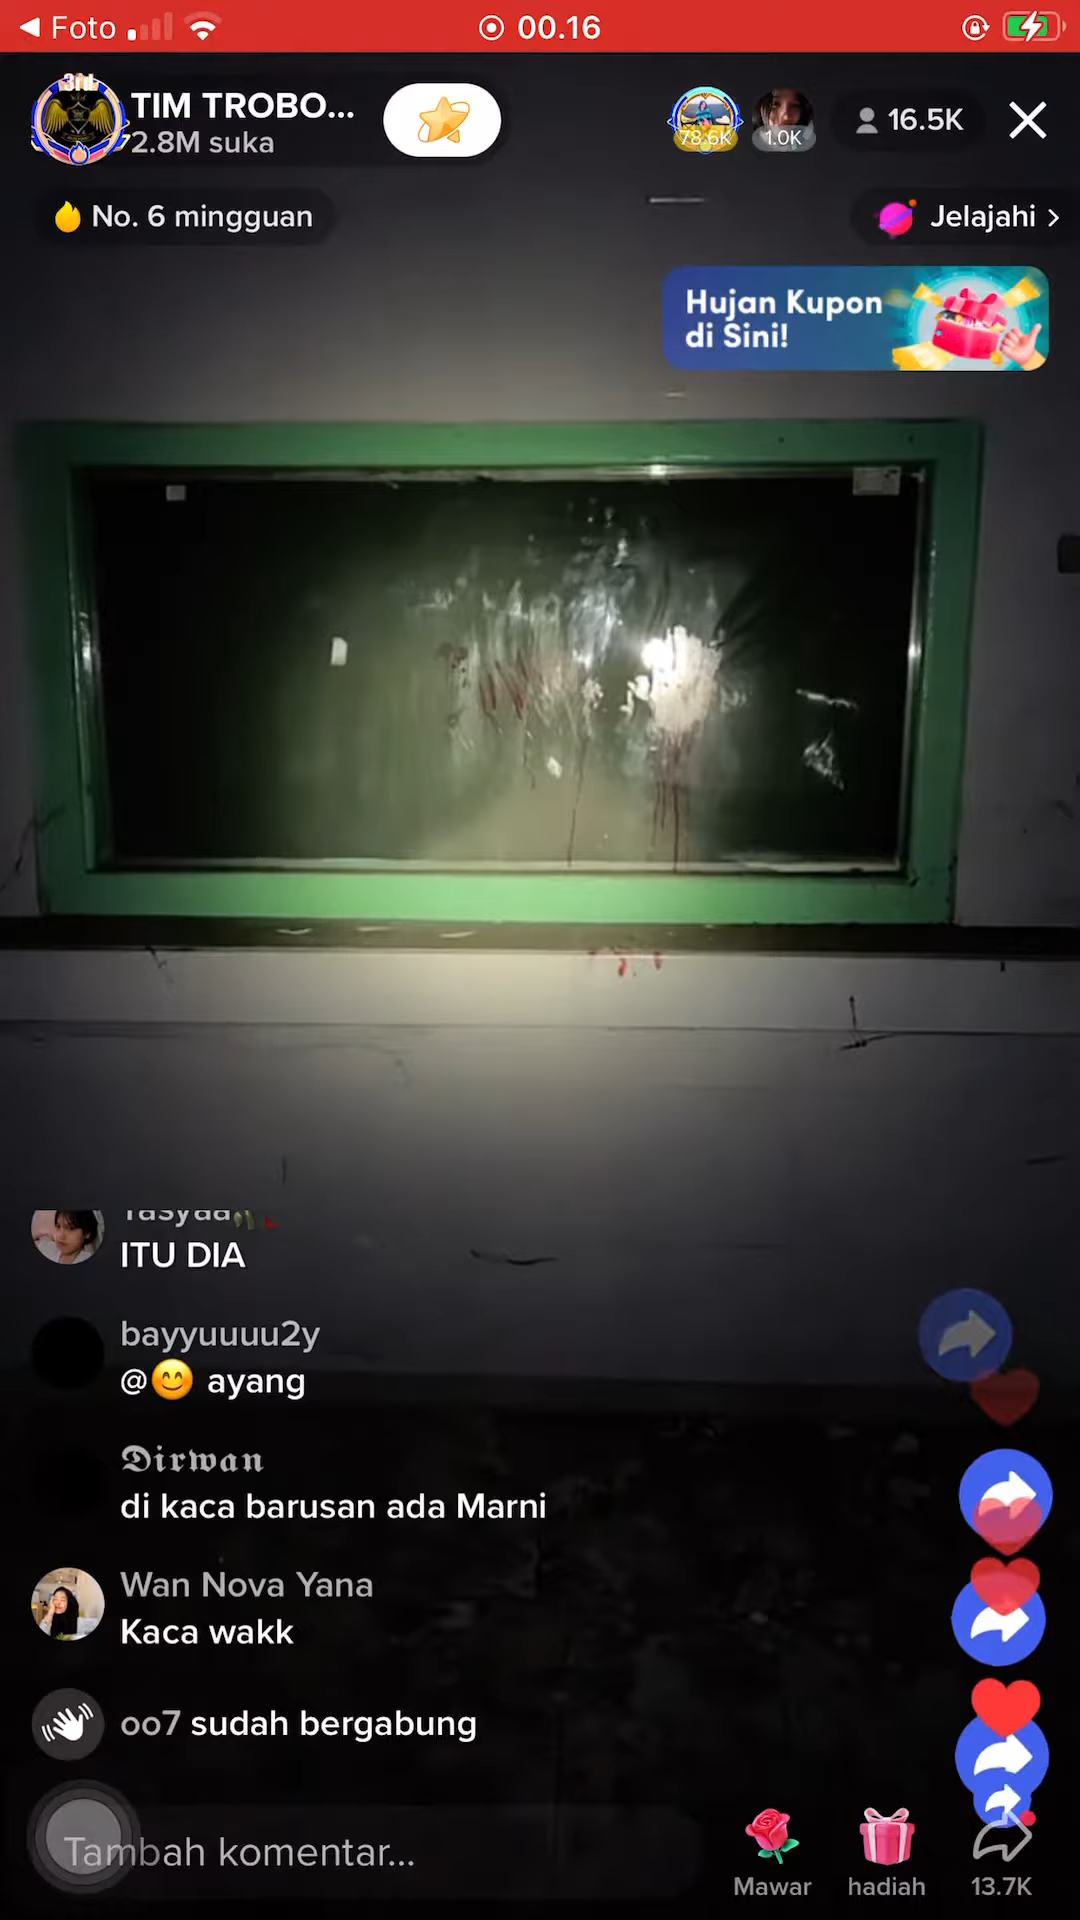 Foto
00.16
3rd
TIM TROBO...
2.8M suka
78.6K
1.0K
16.5K
No. 6 mingguan
Jelajahi
Hujan Kupon
di Sini!
Tasyaa
ITU DIA
bayyuuuu2y
@😊 ayang
𝕯𝖎𝖗𝖜𝖆𝖓
di kaca barusan ada Marni
Wan Nova Yana
Kaca wakk
oo7 sudah bergabung
Tambah komentar...
Mawar
hadiah
13.7K